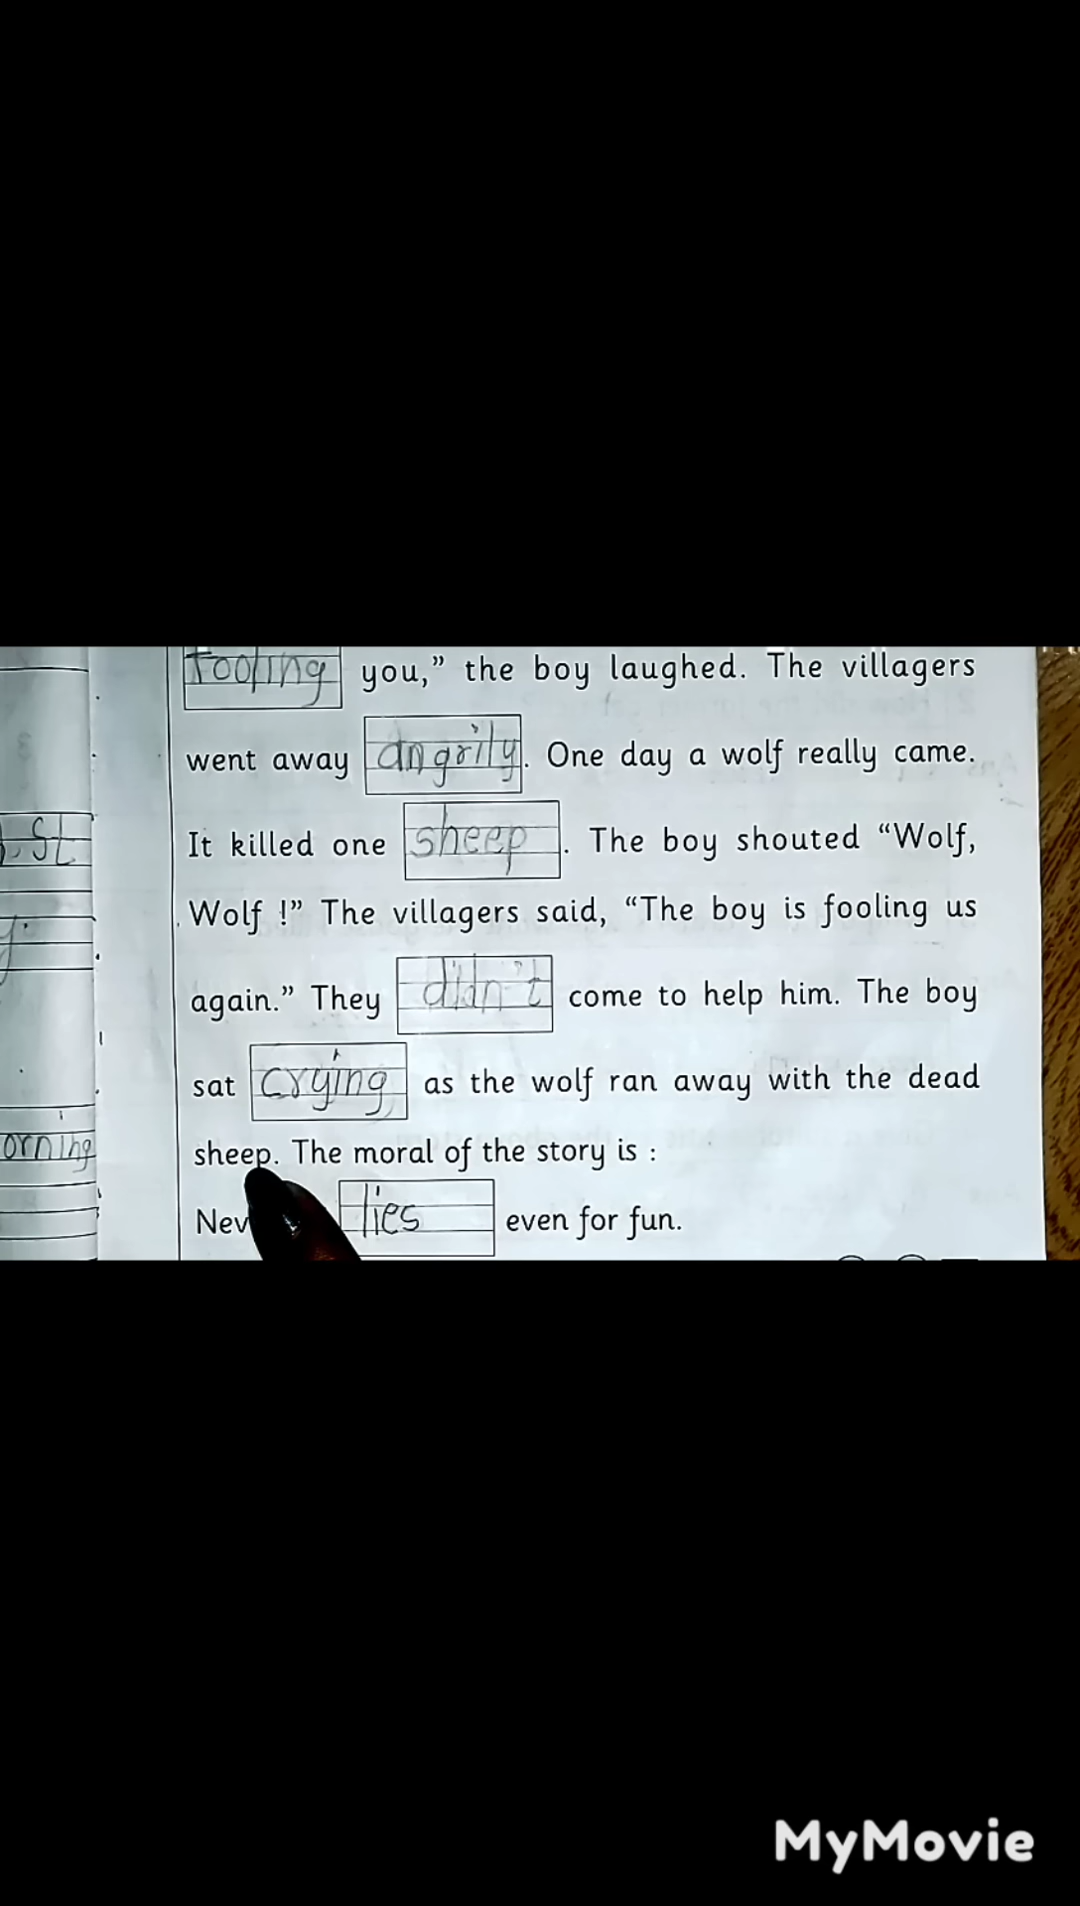 fooling you,” the boy laughed. The villagers
went away angrily. One day a wolf really came.
It killed one sheep. The boy shouted “Wolf,
Wolf !” The villagers said, “The boy is fooling us
again.” They didn't come to help him. The boy
sat crying as the wolf ran away with the dead
sheep. The moral of the story is :
lies even for fun.
st
orning
MyMovie